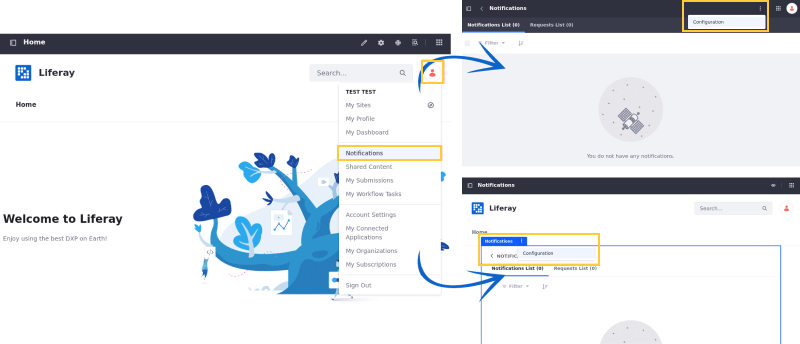 Home
Liferay
Search...
Home
TEST TEST
My Sites
My Profile
My Dashboard
Notifications
Shared Content
My Submissions
My Workflow Tasks
Account Settings
My Connected
Applications
My Organizations
My Subscriptions
Sign Out
Welcome to Liferay
Enjoy using the best DXP on Earth!
Notifications
Configuration
Notifications List (0)
Requests List (0)
Filter
You do not have any notifications.
Notifications
Liferay
Search...
Home
Notifications
Configuration
NOTIFIC
Notifications List (0)
Requests List (0)
Filter